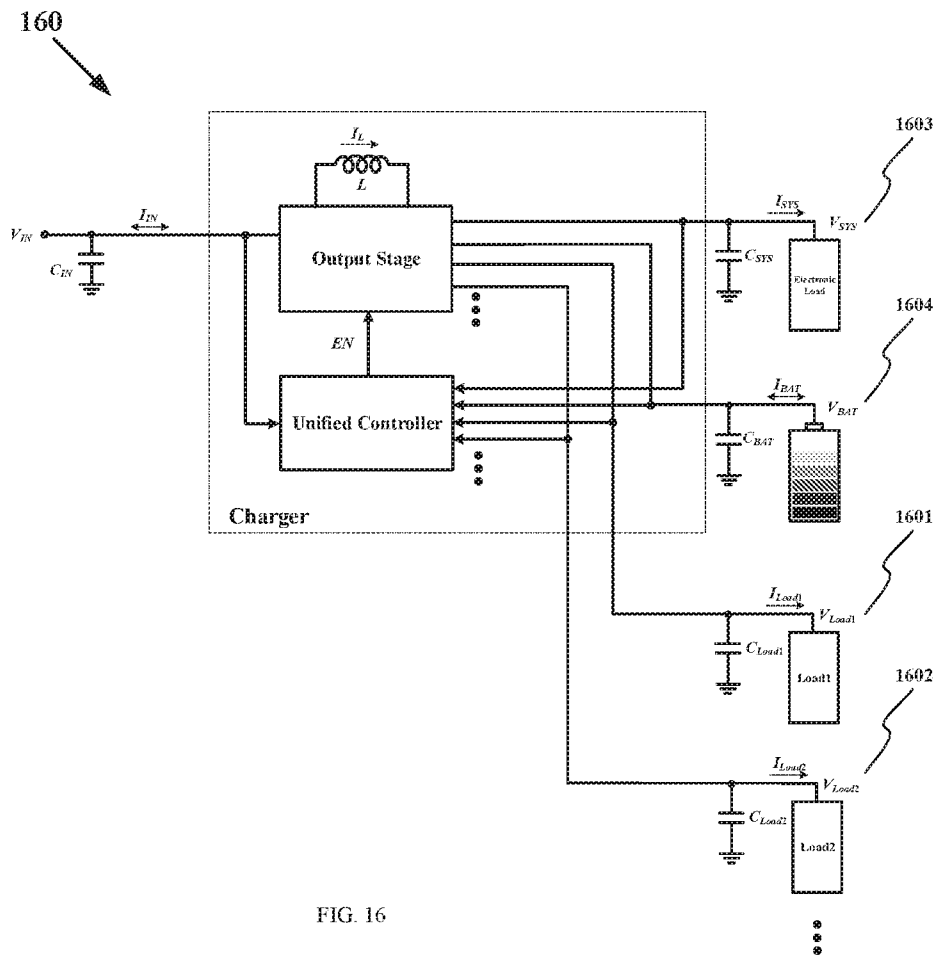 160
1603
I_L
L
I_SYS
V_SYS
I_IN
V_IN
C_IN
Output Stage
C_SYS
Electronic
Load
1604
EN
I_BAT
V_BAT
Unified Controller
C_BAT
Charger
1601
I_Load1
V_Load1
C_Load1
Load1
1602
I_Load2
V_Load2
C_Load2
Load2
FIG. 16